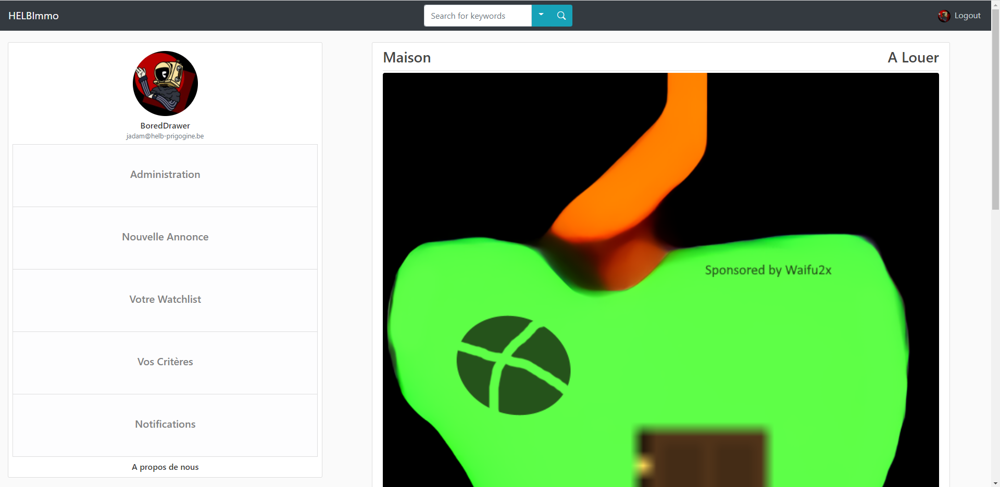 HELBImmo
Search for keywords
Logout
BoredDrawer
jadam@helb-prigogine.be
Administration
Nouvelle Annonce
Votre Watchlist
Vos Critères
Notifications
A propos de nous
Maison
A Louer
Sponsored by Waifu2x